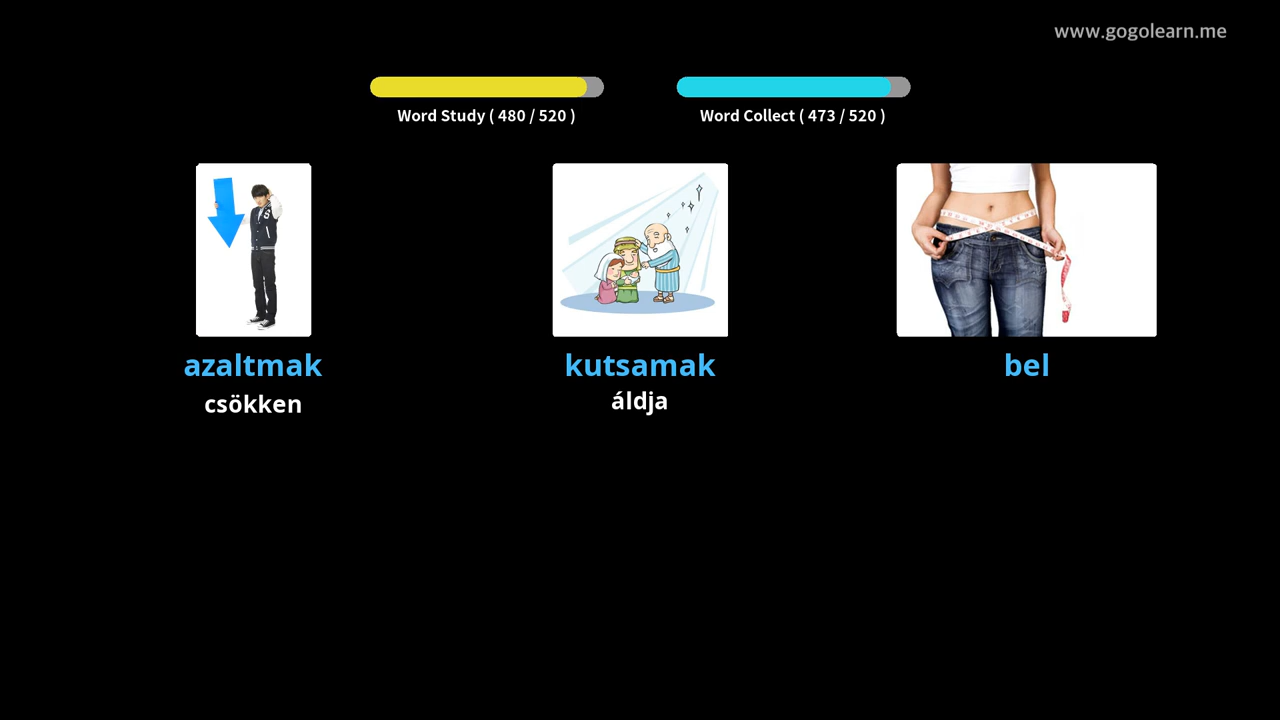 www.gogolearn.me
Word Study ( 480 / 520 )
Word Collect ( 473 / 520 )
azaltmak
csökken
kutsamak
áldja
bel